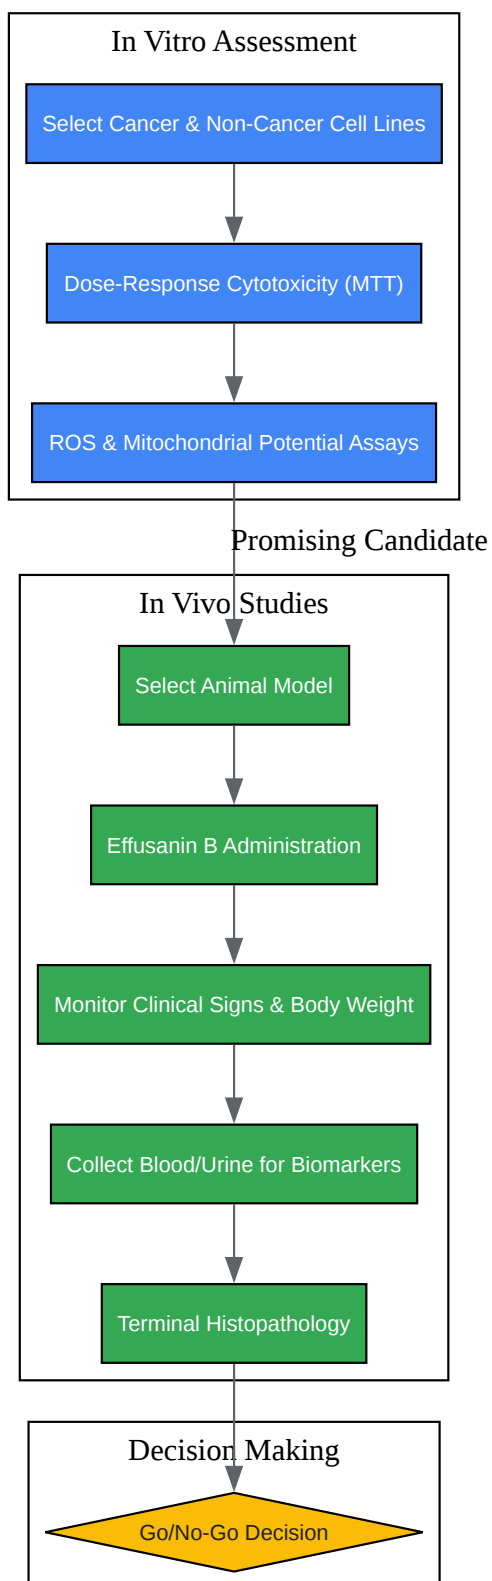 In Vitro Assessment
Select Cancer & Non-Cancer Cell Lines
Dose-Response Cytotoxicity (MTT)
ROS & Mitochondrial Potential Assays
Promising Candidate
In Vivo Studies
Select Animal Model
Effusanin B Administration
Monitor Clinical Signs & Body Weight
Collect Blood/Urine for Biomarkers
Terminal Histopathology
Decision Making
Go/No-Go Decision